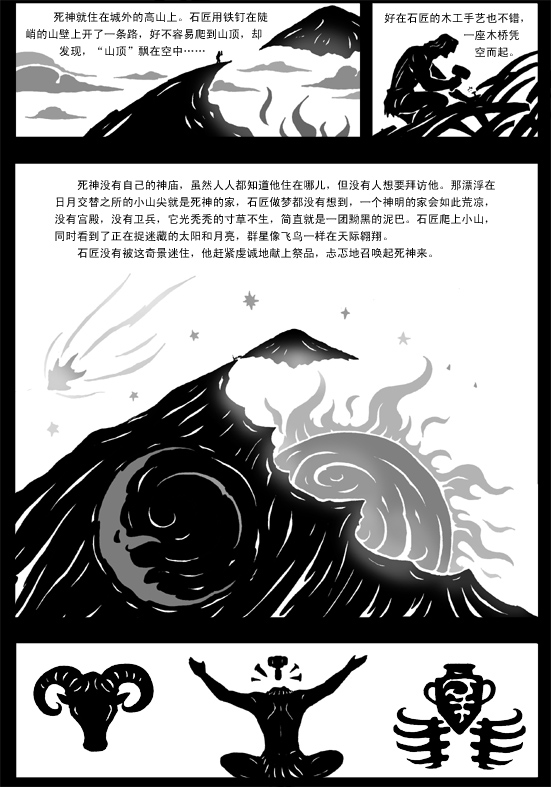 死神就住在城外的高山上。石匠用铁钉在陡
峭的山壁上开了一条路，好不容易爬到山顶，却
发现，“山顶”飘在空中……
好在石匠的木工手艺也不错，
一座木桥凭
空而起。
死神没有自己的神庙，虽然人人都知道他住在哪儿，但没有人想要拜访他。那漂浮在
日月交替之所的小山尖就是死神的家，石匠做梦都没有想到，一个神明的家会如此荒凉，
没有宫殿，没有卫兵，它光秃秃的寸草不生，简直就是一团黝黑的泥巴。石匠爬上小山，
同时看到了正在捉迷藏的太阳和月亮，群星像飞鸟一样在天际翱翔。
石匠没有被这奇景迷住，他赶紧虔诚地献上祭品，忐忑地召唤起死神来。